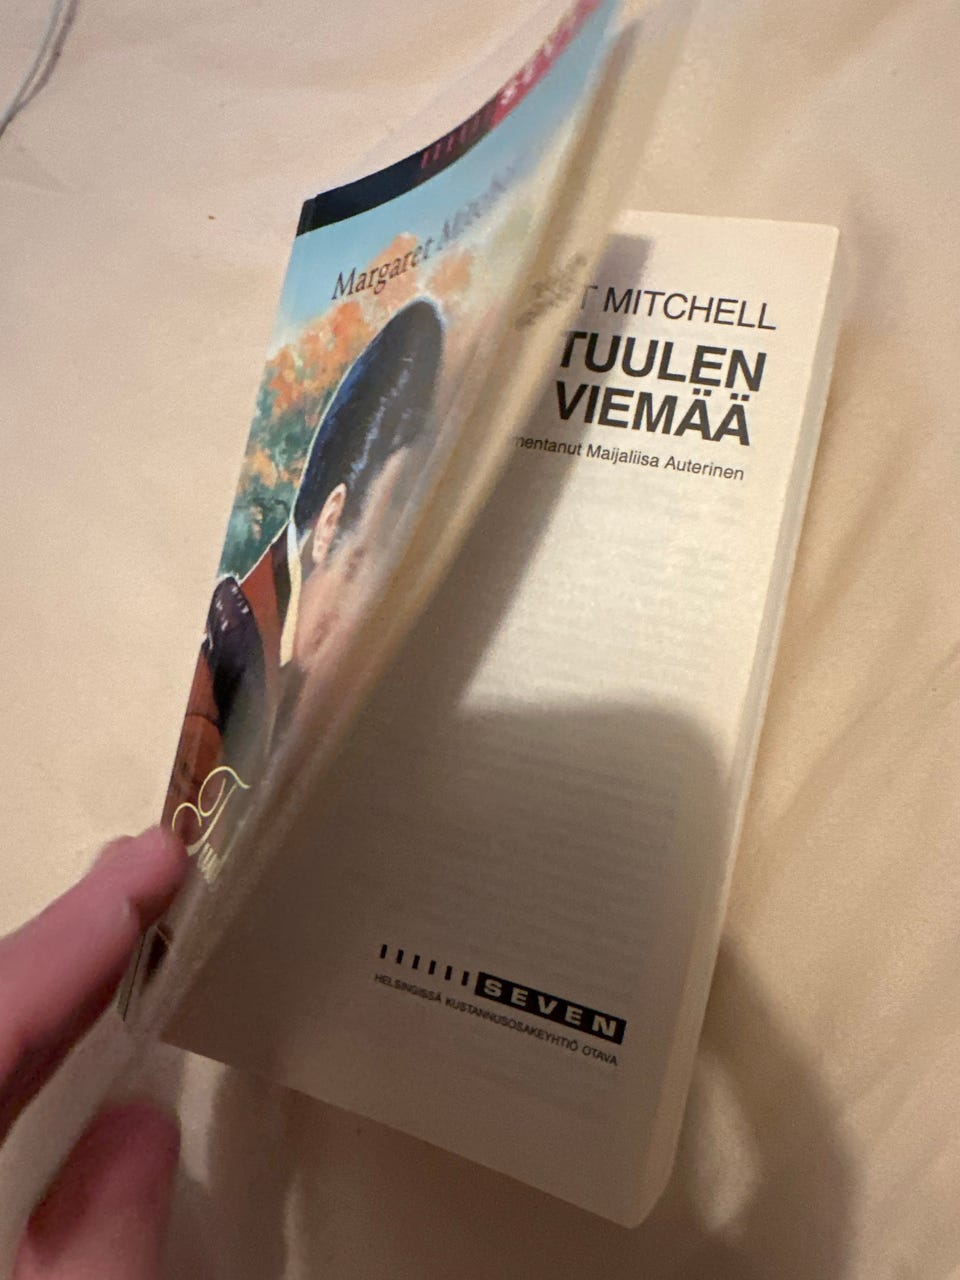 Margaret
T MITCHELL
TUULEN
VIEMÄÄ
mentanut Maijaliisa Auterinen
SEVEN
HELSINGISSÄ KUSTANNUSOSAKEYHTIÖ OTAVA